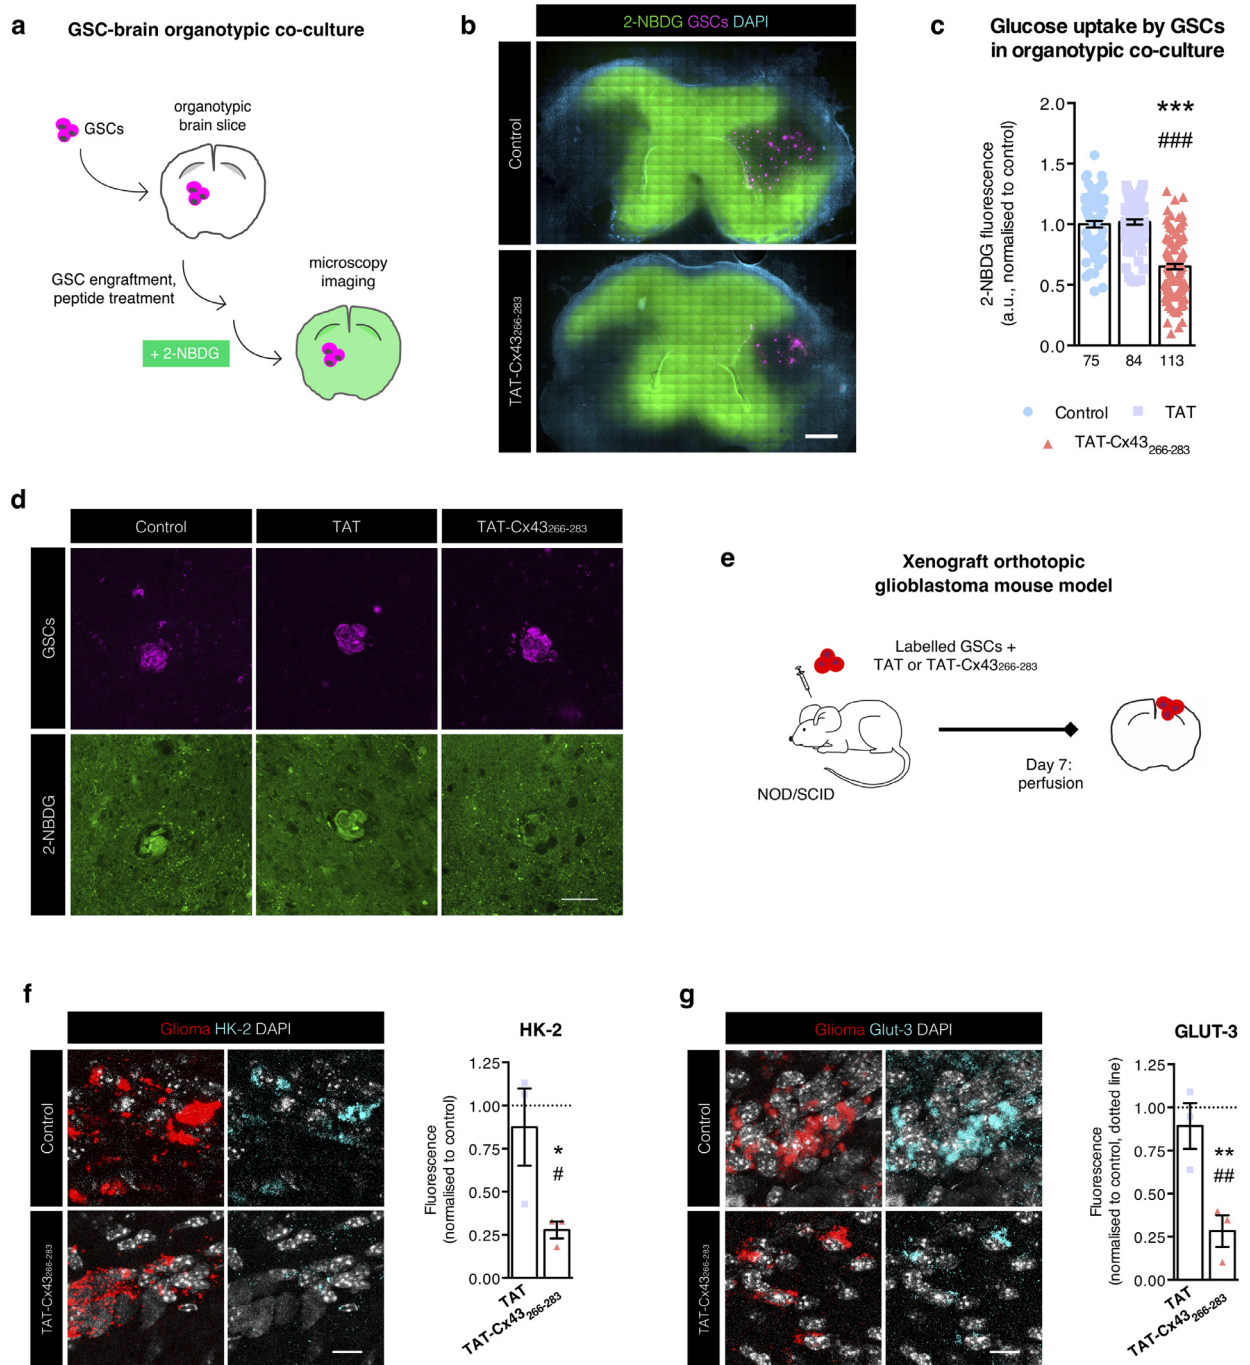 a
GSC-brain organotypic co-culture
GSCs
organotypic
brain slice
GSC engraftment,
peptide treatment
+ 2-NBDG
microscopy
imaging
b
2-NBDG GSCs DAPI
Control
TAT-Cx43266-283
c
Glucose uptake by GSCs
in organotypic co-culture
2-NBDG fluorescence
(a.u., normalised to control)
2.0
1.5
1.0
0.5
0.0
***
###
75 84 113
Control TAT
TAT-Cx43266-283
d
Control TAT TAT-Cx43266-283
GSCs
2-NBDG
e
Xenograft orthotopic
glioblastoma mouse model
Labelled GSCs +
TAT or TAT-Cx43266-283
NOD/SCID
Day 7:
perfusion
f
Glioma HK-2 DAPI
Control
TAT-Cx43266-283
HK-2
Fluorescence
(normalised to control)
1.25
1.00
0.75
0.50
0.25
0.00
*
#
TAT
TAT-Cx43266-283
g
Glioma Glut-3 DAPI
Control
TAT-Cx43266-283
GLUT-3
Fluorescence
(normalised to control, dotted line)
1.25
1.00
0.75
0.50
0.25
0.00
**
##
TAT
TAT-Cx43266-283